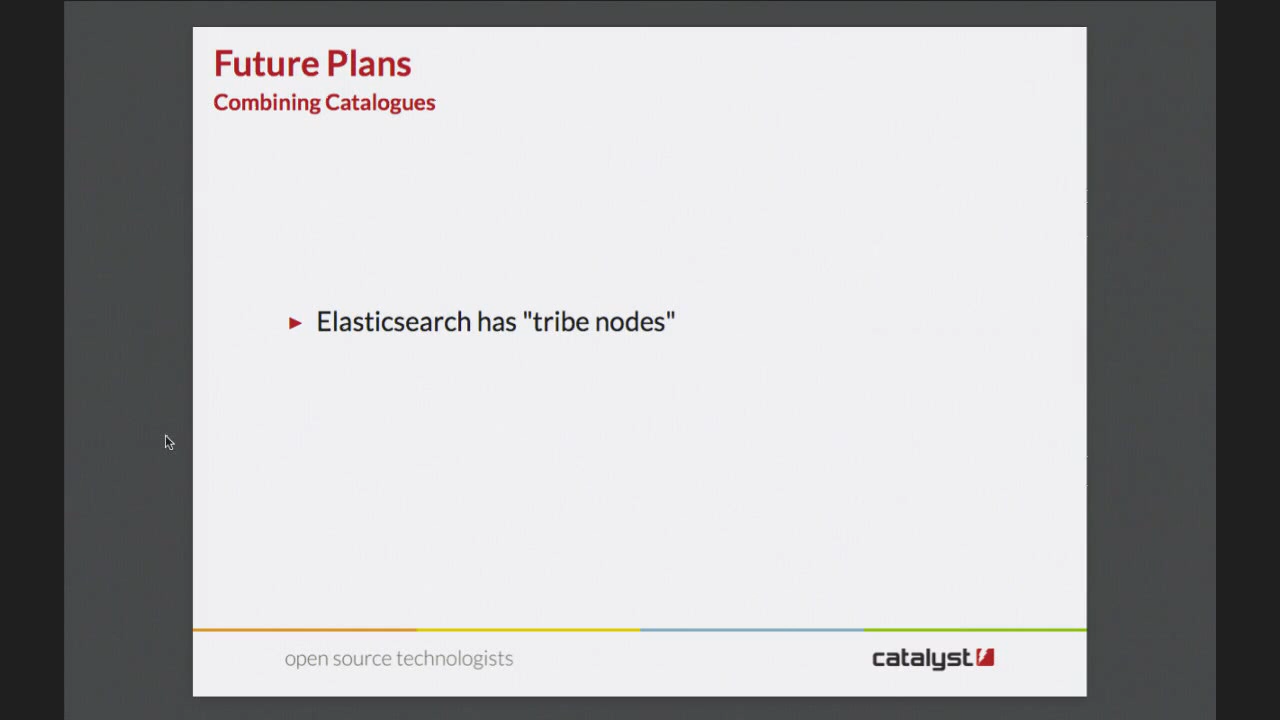 Future Plans
Combining Catalogues
► Elasticsearch has "tribe nodes"
open source technologists
catalyst